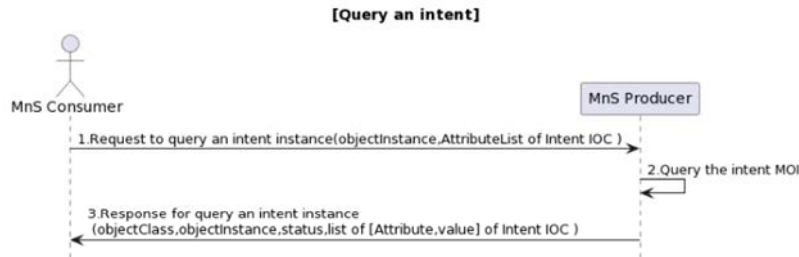 [Query an intent]
MnS Consumer
MnS Producer
1.Request to query an intent instance(objectInstance,AttributeList of Intent IOC )
2.Query the intent MOI
3.Response for query an intent instance
(objectClass,objectInstance,status,list of [Attribute,value] of Intent IOC )